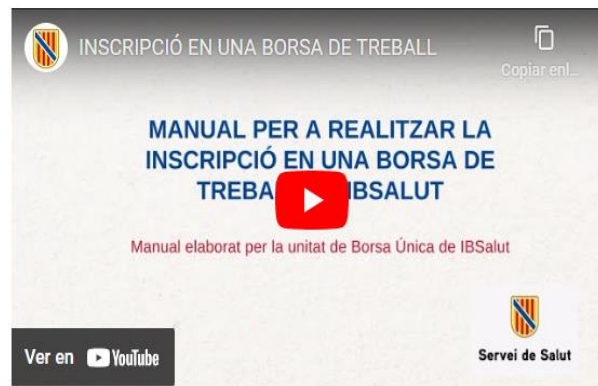 INSCRIPCIÓ EN UNA BORSA DE TREBALL
Copiar enl...
MANUAL PER A REALITZAR LA
INSCRIPCIÓ EN UNA BORSA DE
TREBA IBSALUT
Manual elaborat per la unitat de Borsa Única de IBSalut
Ver en YouTube
Servei de Salut